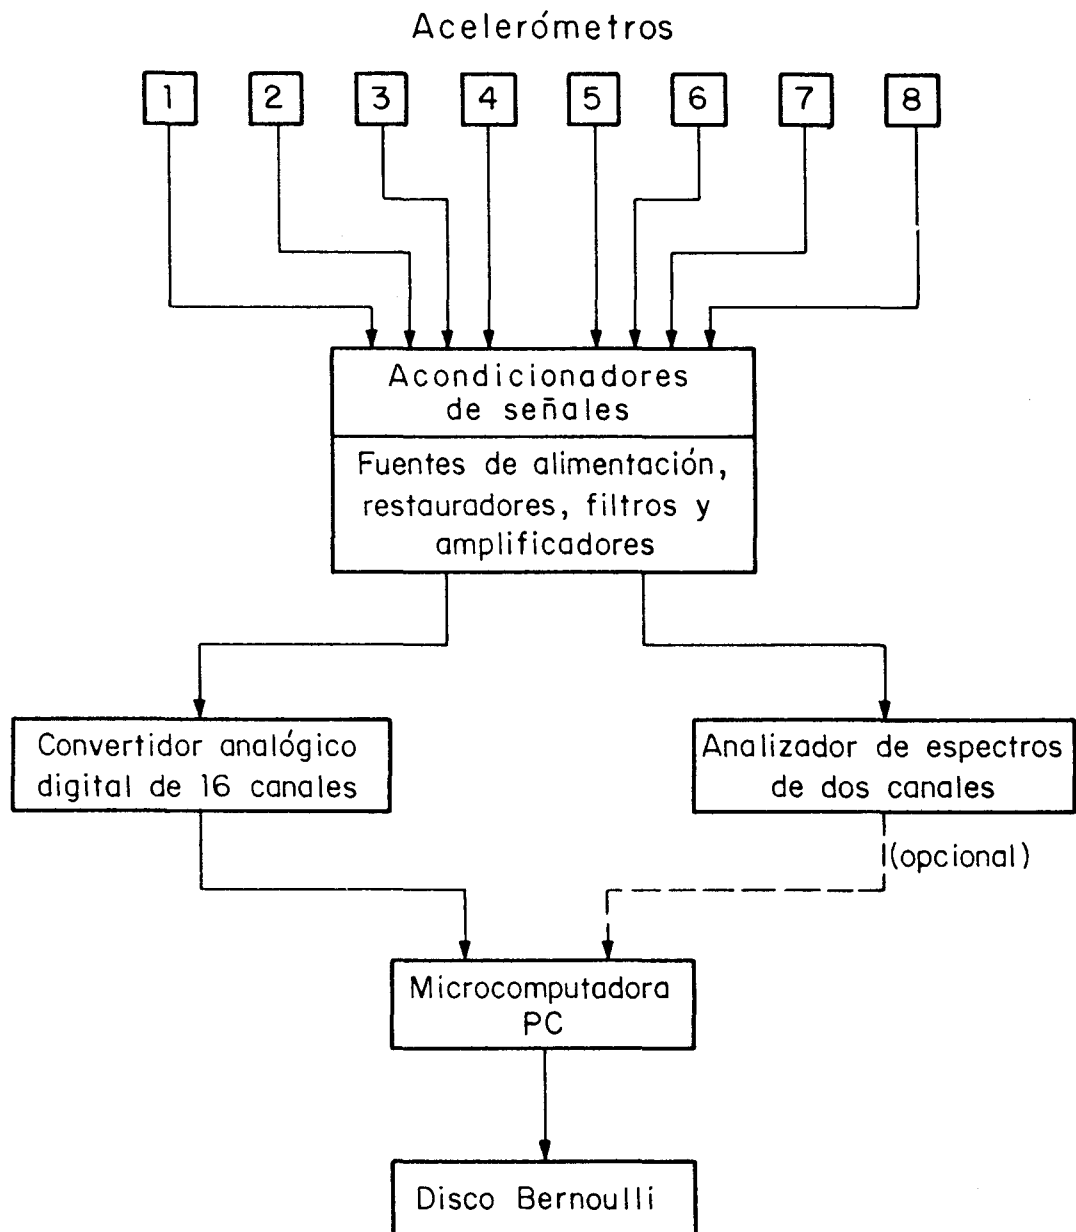 Acelerómetros
1 2 3 4 5 6 7 8
Acondicionadores
de señales
Fuentes de alimentación,
restauradores, filtros y
amplificadores
Convertidor analógico
digital de 16 canales
Analizador de espectros
de dos canales
(opcional)
Microcomputadora
PC
Disco Bernoulli